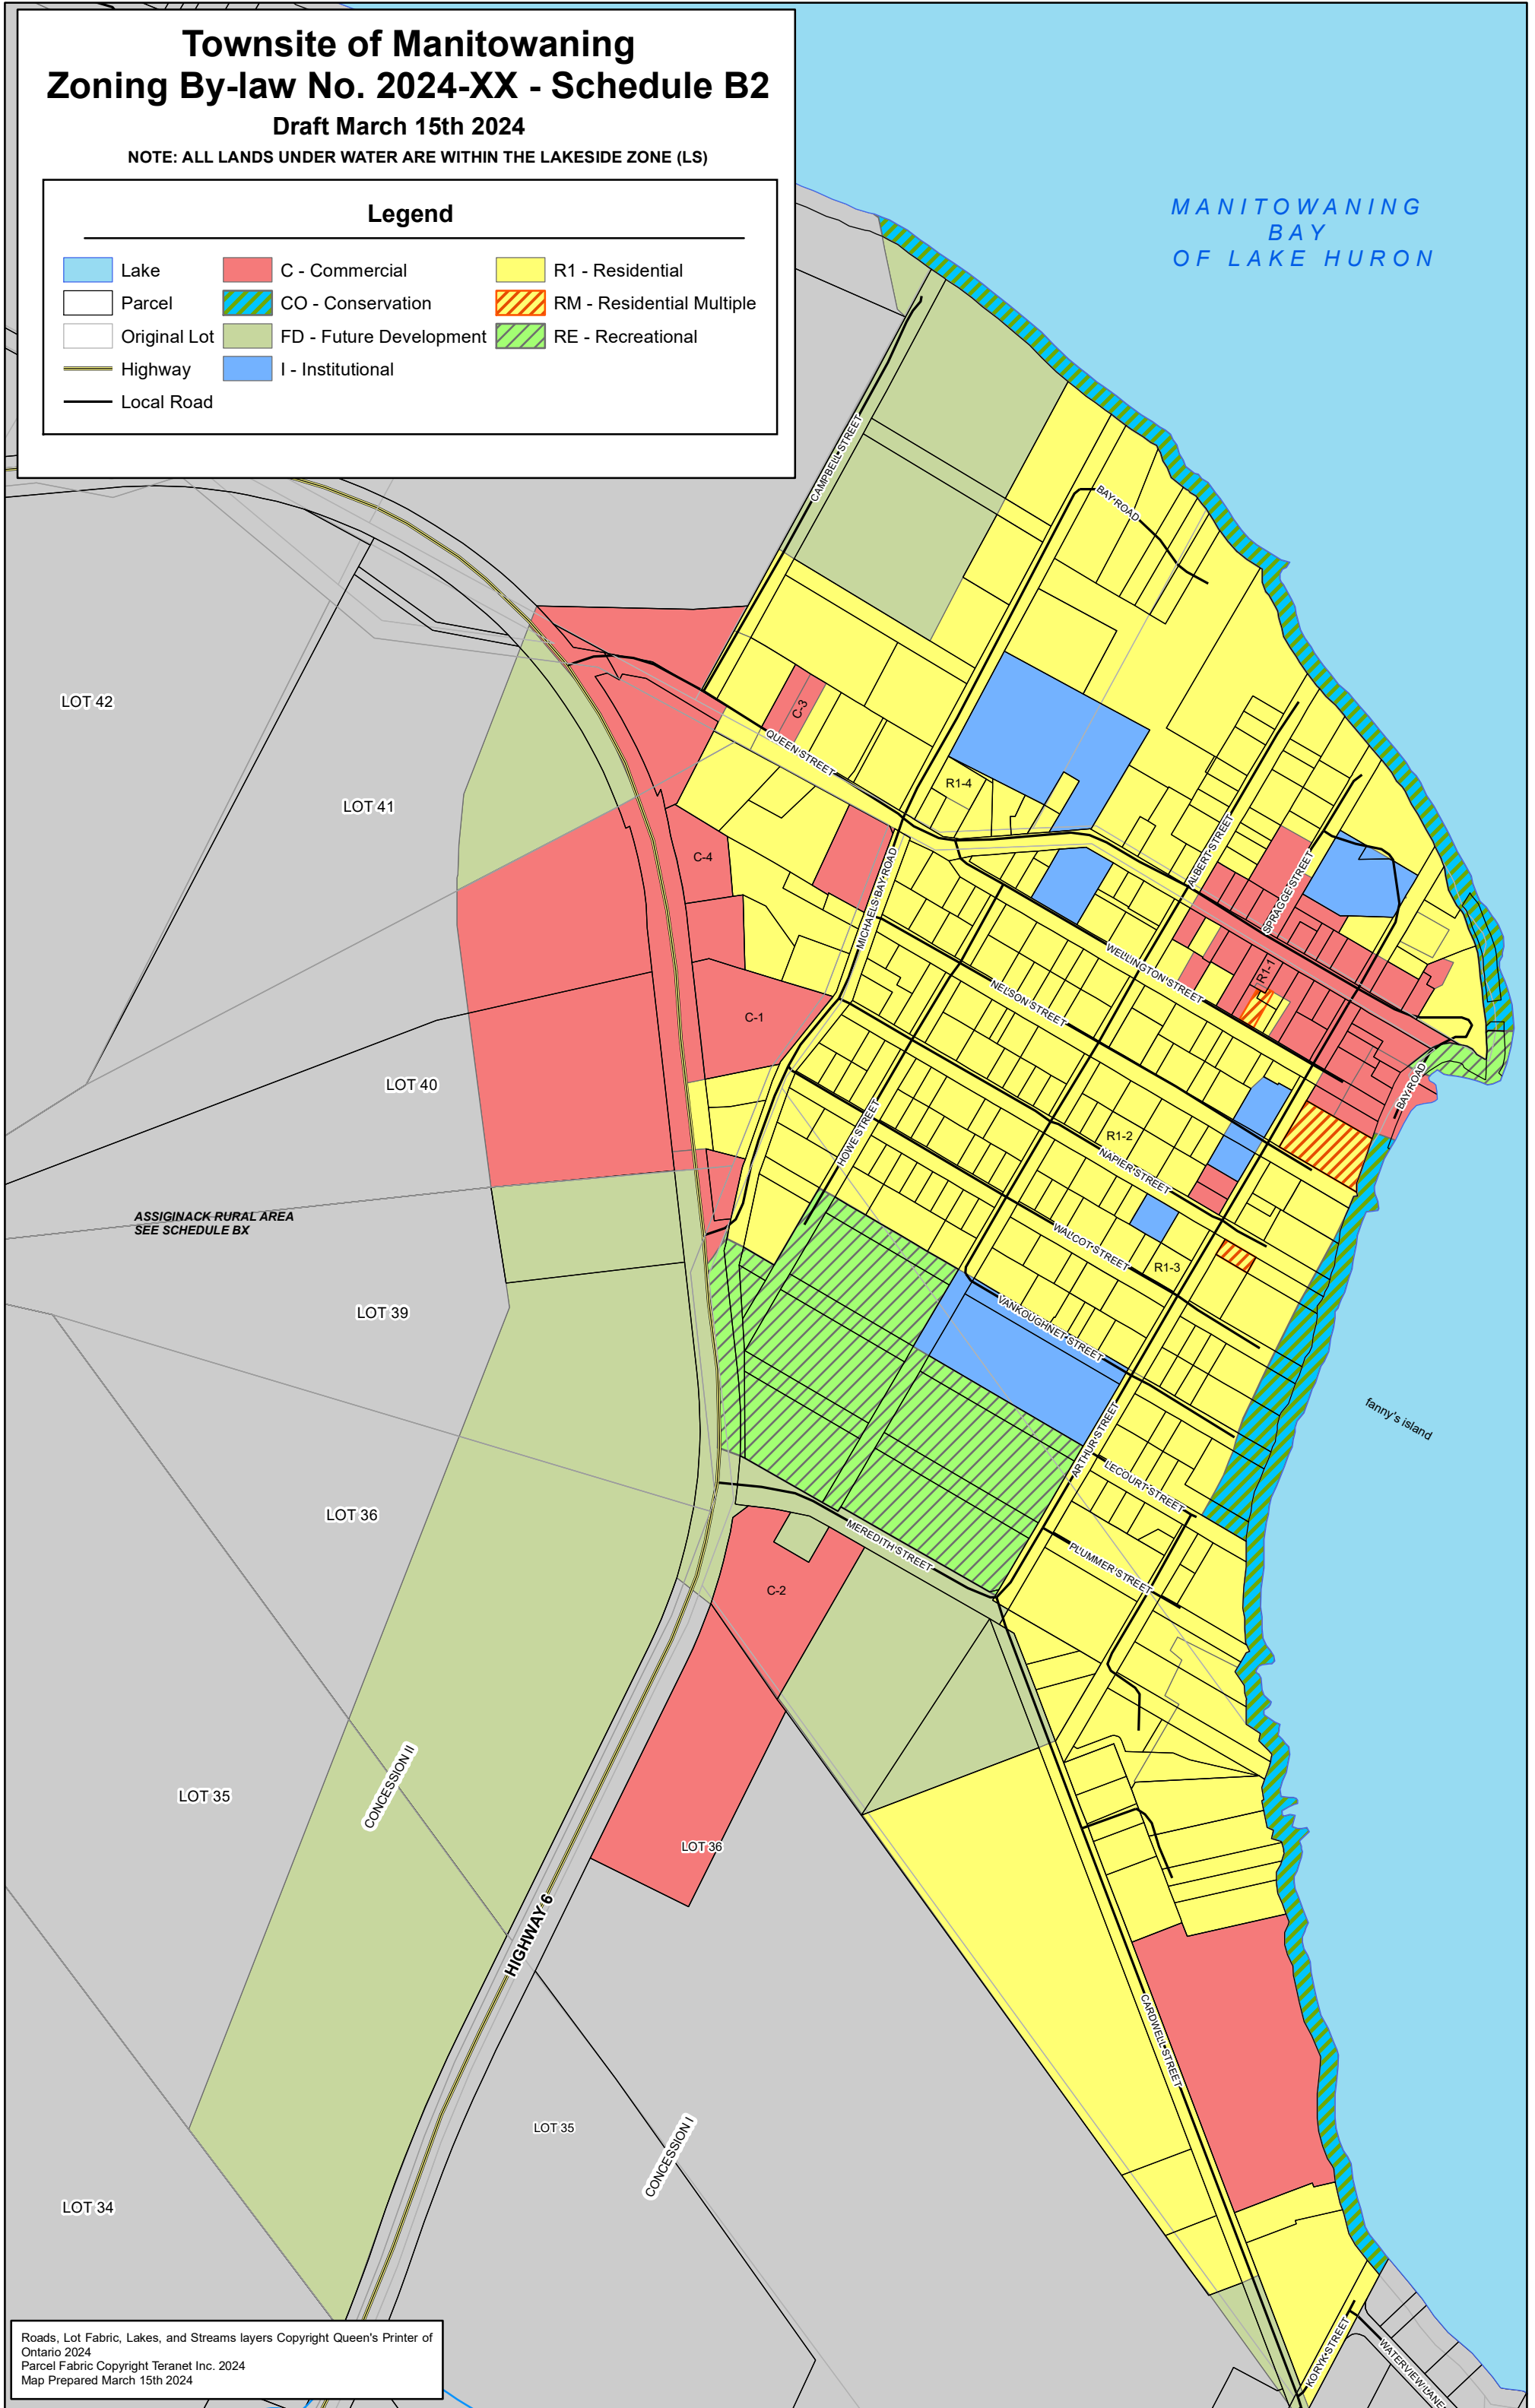 Townsite of Manitowaning
Zoning By-law No. 2024-XX - Schedule B2
Draft March 15th 2024
NOTE: ALL LANDS UNDER WATER ARE WITHIN THE LAKESIDE ZONE (LS)
Legend
Lake
Parcel
Original Lot
Highway
Local Road
C - Commercial
CO - Conservation
FD - Future Development
I - Institutional
R1 - Residential
RM - Residential Multiple
RE - Recreational
MANITOWANING
BAY
OF LAKE HURON
CAMPBELL STREET
BAY ROAD
LOT 42
C-3
QUEEN STREET
R1-4
LOT 41
ALBERT STREET
C-4
MICHAELS BAY ROAD
SPRAGGE STREET
WELLINGTON STREET
R1-1
NELSON STREET
C-1
LOT 40
BAY ROAD
HOWE STREET
R1-2
NAPIER STREET
ASSIGINACK RURAL AREA
SEE SCHEDULE BX
WALCOT STREET
R1-3
LOT 39
VANKOUGHNET STREET
fanny's island
ARTHUR STREET
LECOURT STREET
LOT 36
MEREDITH STREET
PLUMMER STREET
C-2
CONCESSION II
LOT 35
LOT 36
HIGHWAY 6
CARDWELL STREET
LOT 35
CONCESSION I
LOT 34
KORYK STREET
WATERVIEW LANE
Roads, Lot Fabric, Lakes, and Streams layers Copyright Queen's Printer of
Ontario 2024
Parcel Fabric Copyright Teranet Inc. 2024
Map Prepared March 15th 2024